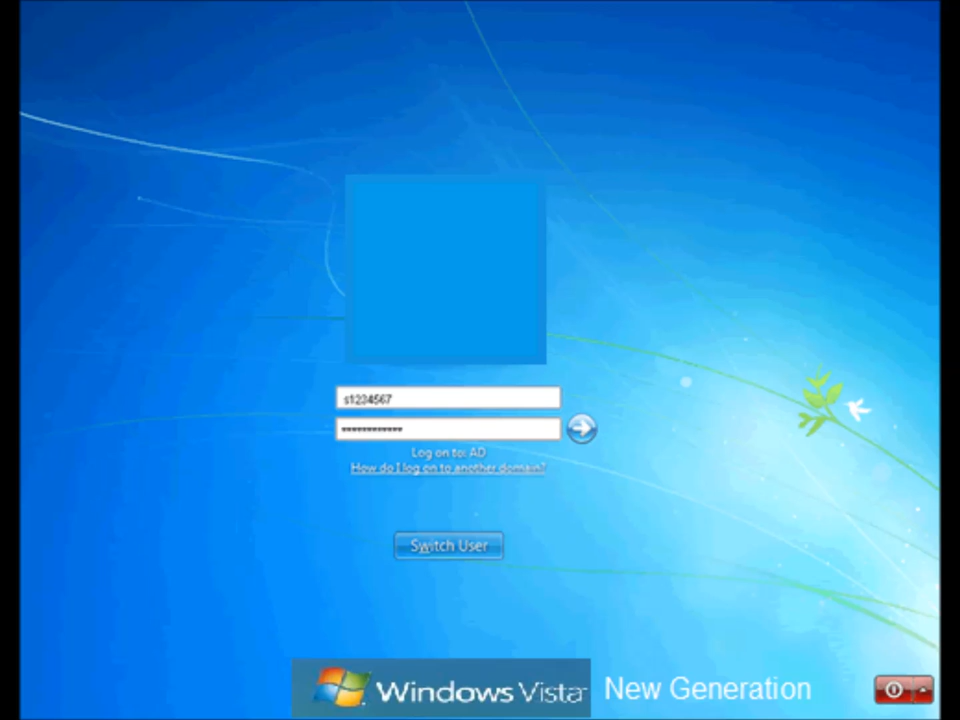 s1234567
••••••••••••
Log on to: AD
How do I log on to another domain?
Switch User
Windows Vista New Generation